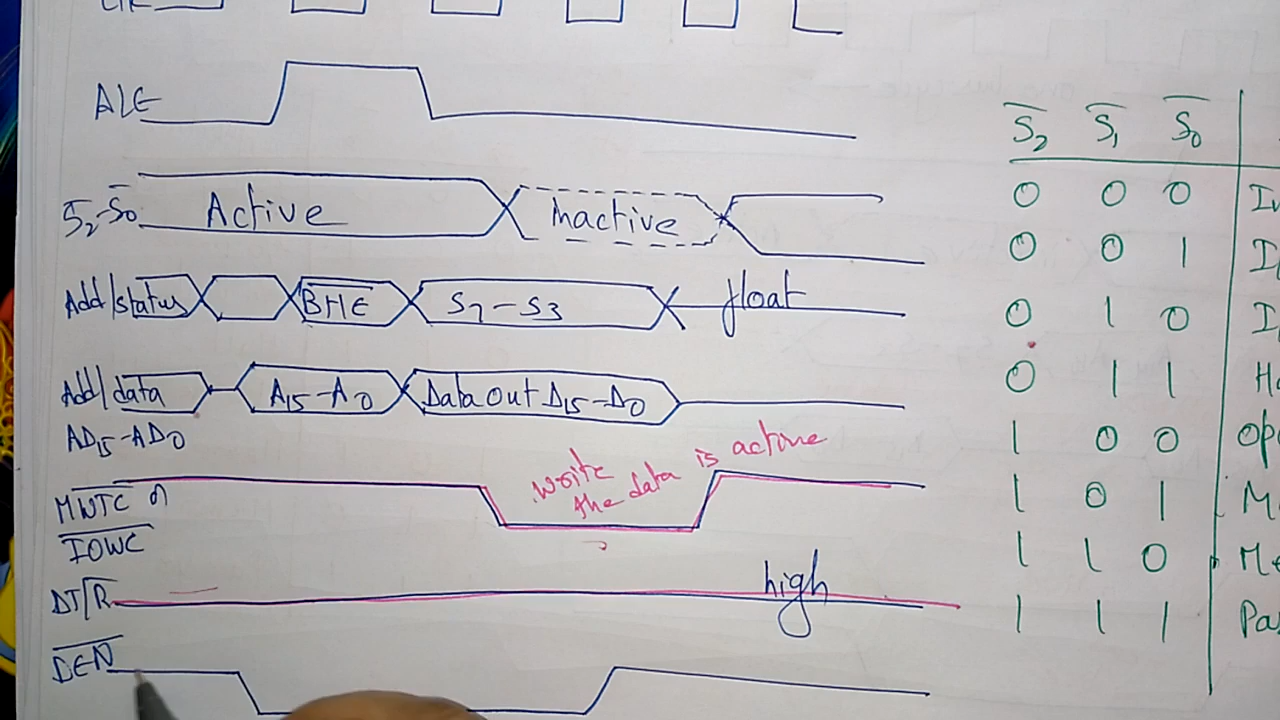 ALE
S̅2-S̅0 Active Inactive
Add/status BHE S7-S3 float
Add/data A15-A0 Data out D15-D0
AD15-AD0
write the data is active
MWTC or
IOWC
DT/R high
DEN
S2 S1 S0
0 0 0
0 0 1
0 1 0
0 1 1
1 0 0
1 0 1
1 1 0
1 1 1